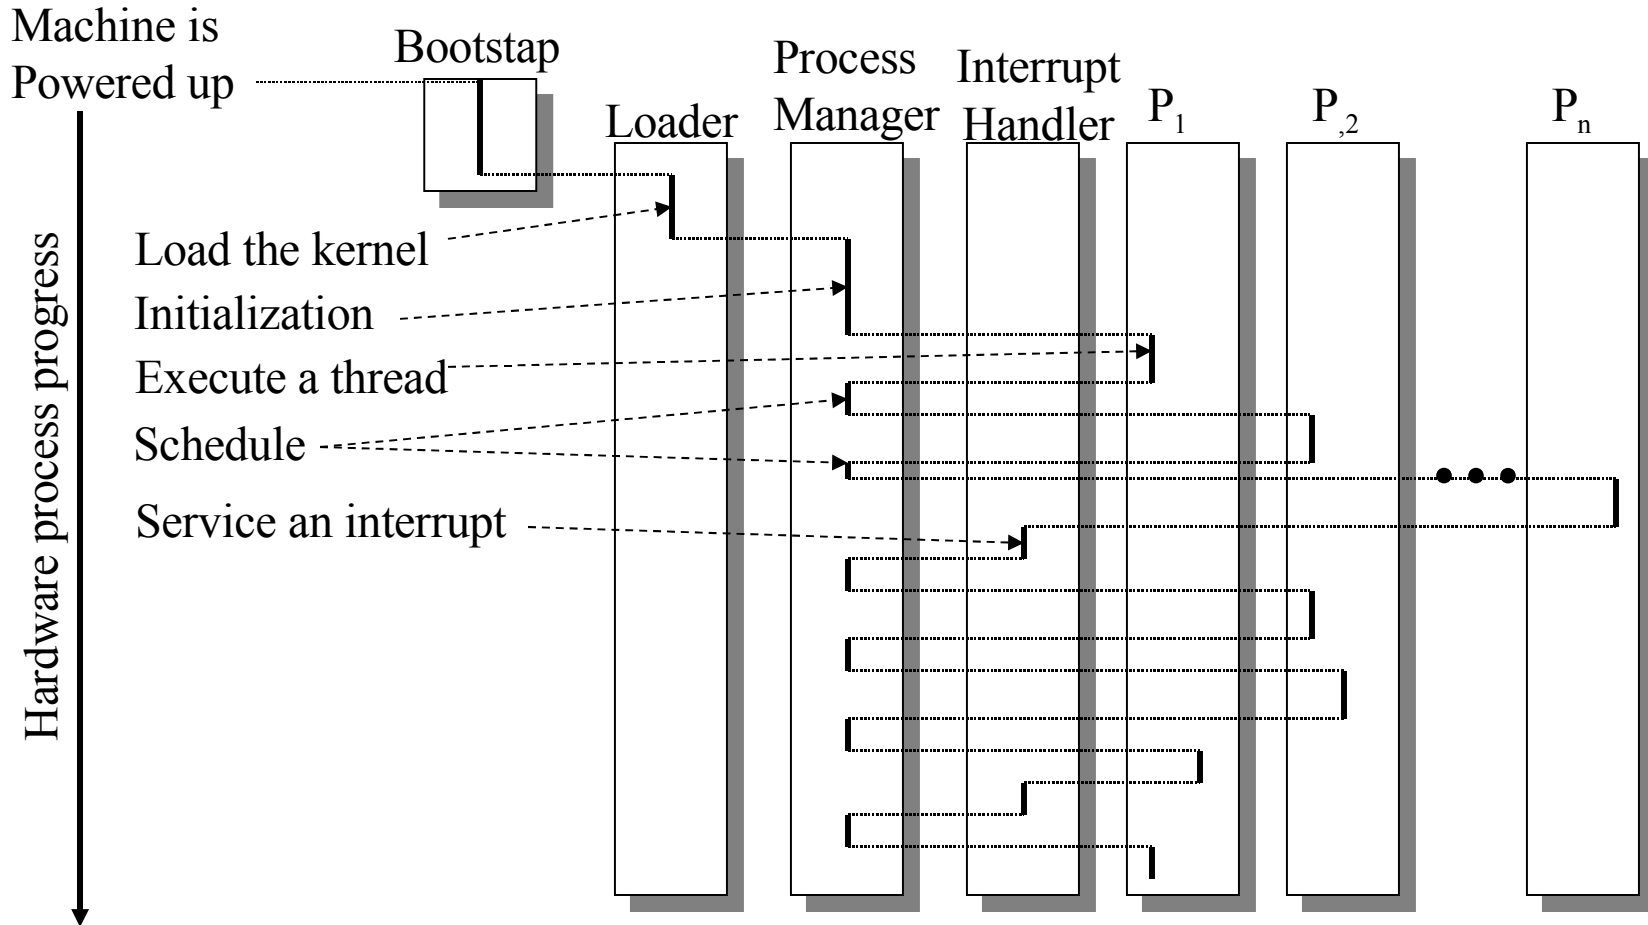 Machine is
Powered up
Bootstap
Loader
Process
Manager
Interrupt
Handler
P1
P,2
Pn
Load the kernel
Initialization
Execute a thread
Schedule
Service an interrupt
Hardware process progress